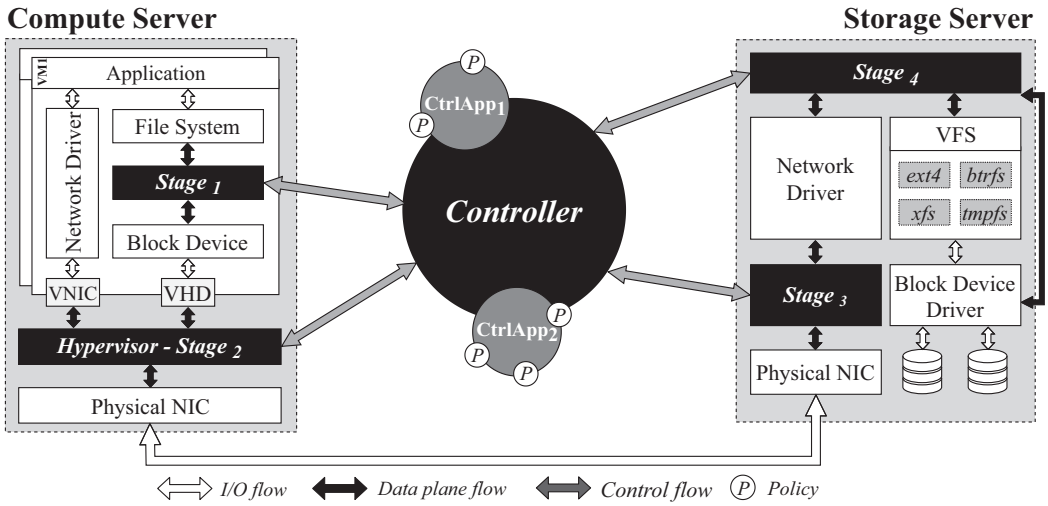 Compute Server
Storage Server
VM1
Application
Network Driver
File System
Stage 1
Block Device
VNIC
VHD
Hypervisor - Stage 2
Physical NIC
P
CtrlApp1
P
Controller
CtrlApp2
P
P
P
Stage 4
Network
Driver
VFS
ext4
btrfs
xfs
tmpfs
Stage 3
Block Device
Driver
Physical NIC
I/O flow
Data plane flow
Control flow
P
Policy